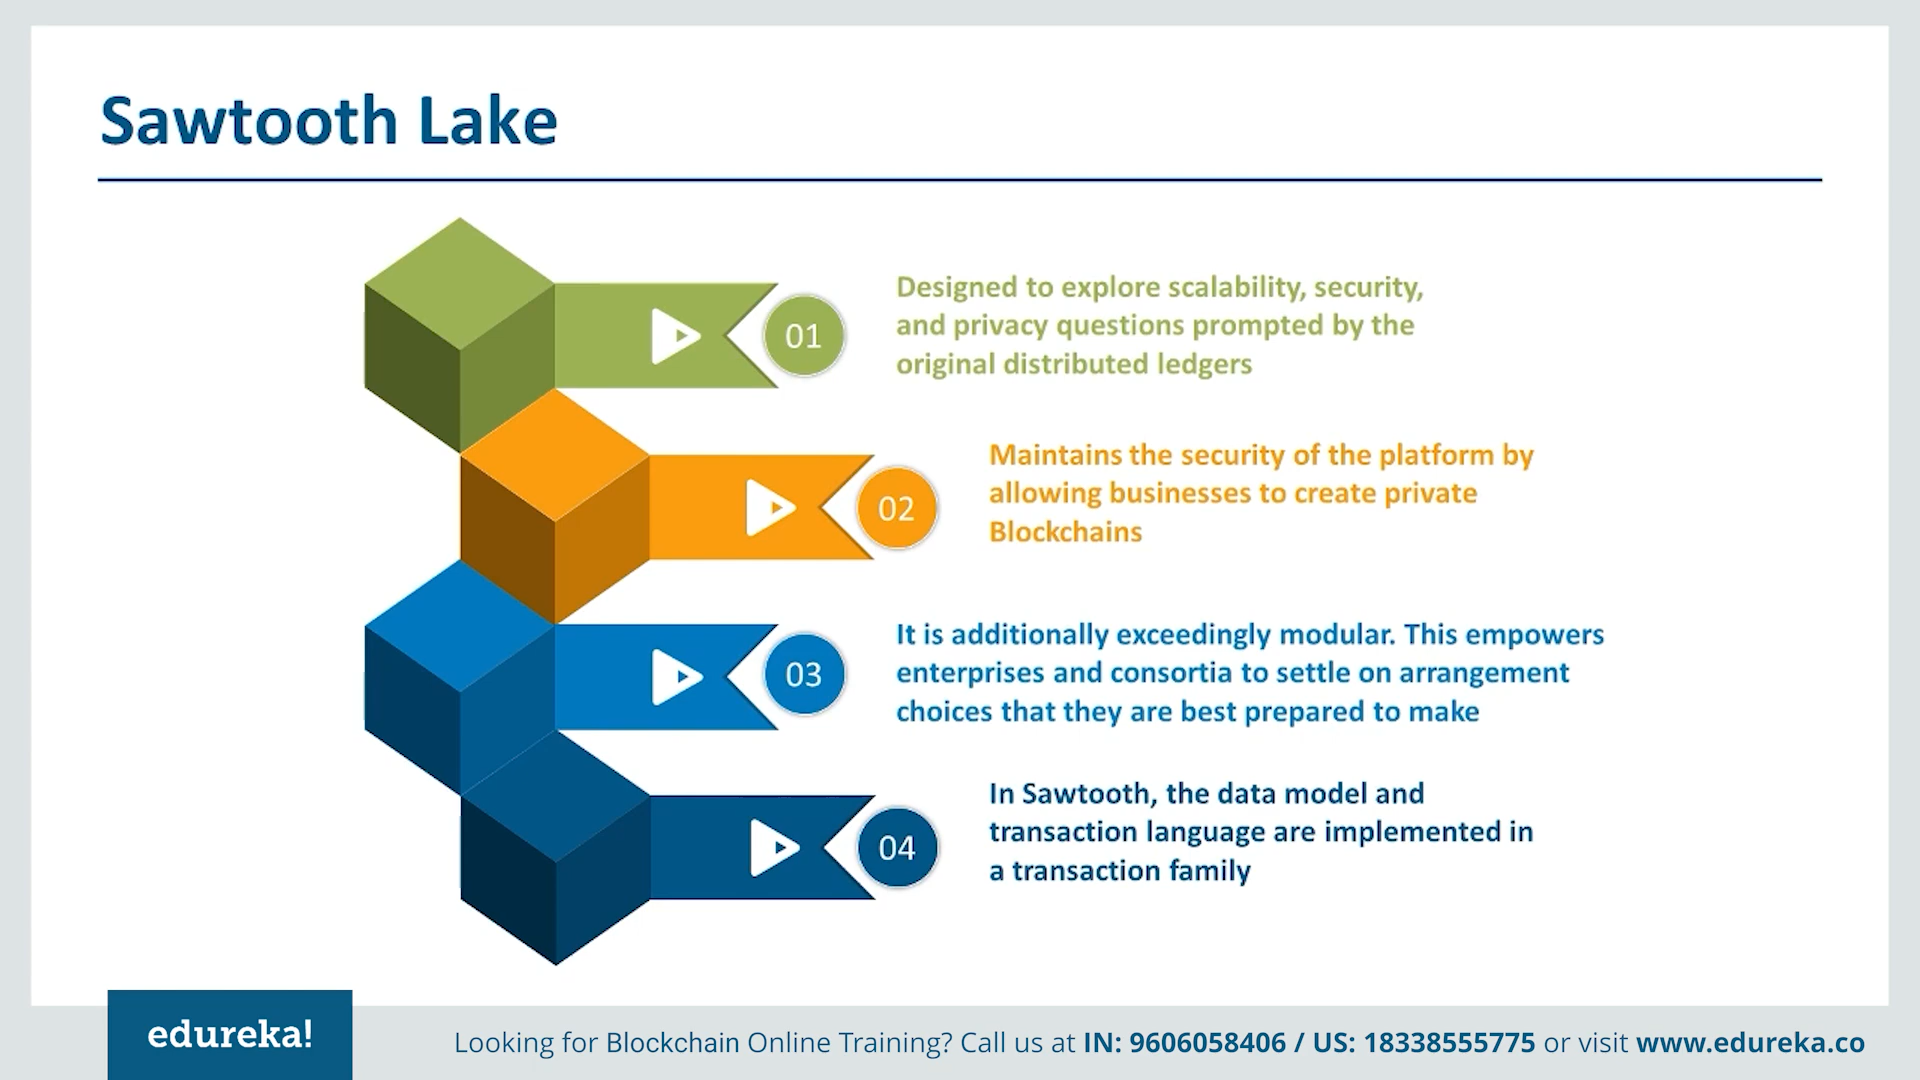 Sawtooth Lake
01
Designed to explore scalability, security,
and privacy questions prompted by the
original distributed ledgers
02
Maintains the security of the platform by
allowing businesses to create private
Blockchains
03
It is additionally exceedingly modular. This empowers
enterprises and consortia to settle on arrangement
choices that they are best prepared to make
04
In Sawtooth, the data model and
transaction language are implemented in
a transaction family
edureka!
Looking for Blockchain Online Training? Call us at IN: 9606058406 / US: 18338555775 or visit www.edureka.co